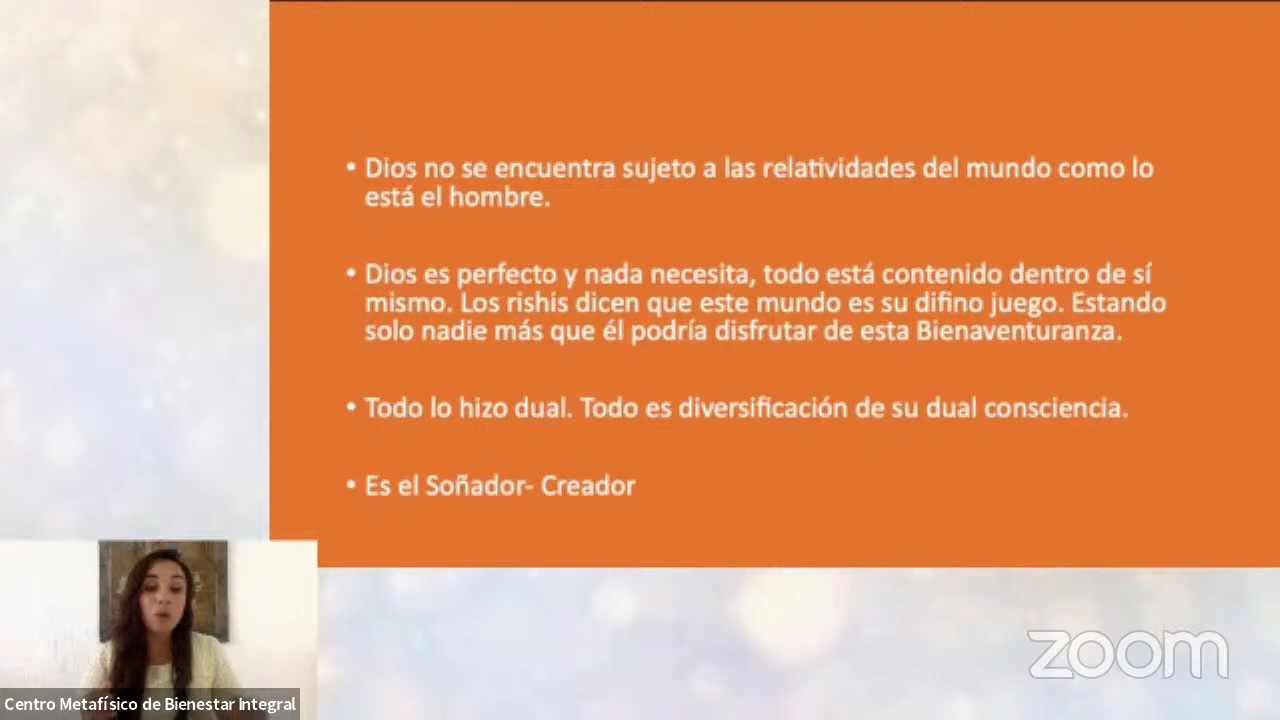 • Dios no se encuentra sujeto a las relatividades del mundo como lo
está el hombre.
• Dios es perfecto y nada necesita, todo está contenido dentro de sí
mismo. Los rishis dicen que este mundo es su difino juego. Estando
solo nadie más que él podría disfrutar de esta Bienaventuranza.
• Todo lo hizo dual. Todo es diversificación de su dual consciencia.
• Es el Soñador- Creador
Centro Metafísico de Bienestar Integral
zoom